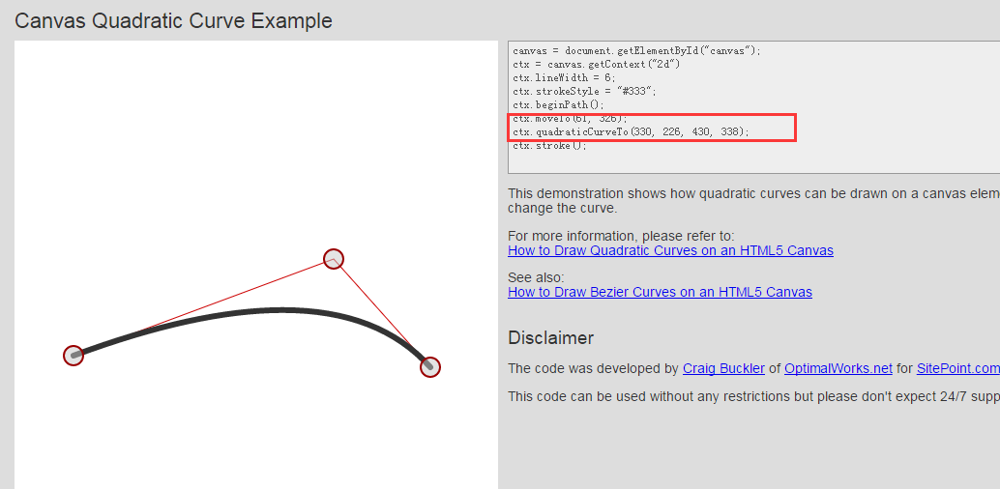 Canvas Quadratic Curve Example
canvas = document.getElementById("canvas");
ctx = canvas.getContext("2d")
ctx.lineWidth = 6;
ctx.strokeStyle = "#333";
ctx.beginPath();
ctx.moveTo(61, 326);
ctx.quadraticCurveTo(330, 226, 430, 338);
ctx.stroke();
This demonstration shows how quadratic curves can be drawn on a canvas elem
change the curve.
For more information, please refer to:
How to Draw Quadratic Curves on an HTML5 Canvas
See also:
How to Draw Bezier Curves on an HTML5 Canvas
Disclaimer
The code was developed by Craig Buckler of OptimalWorks.net for SitePoint.com
This code can be used without any restrictions but please don't expect 24/7 supp